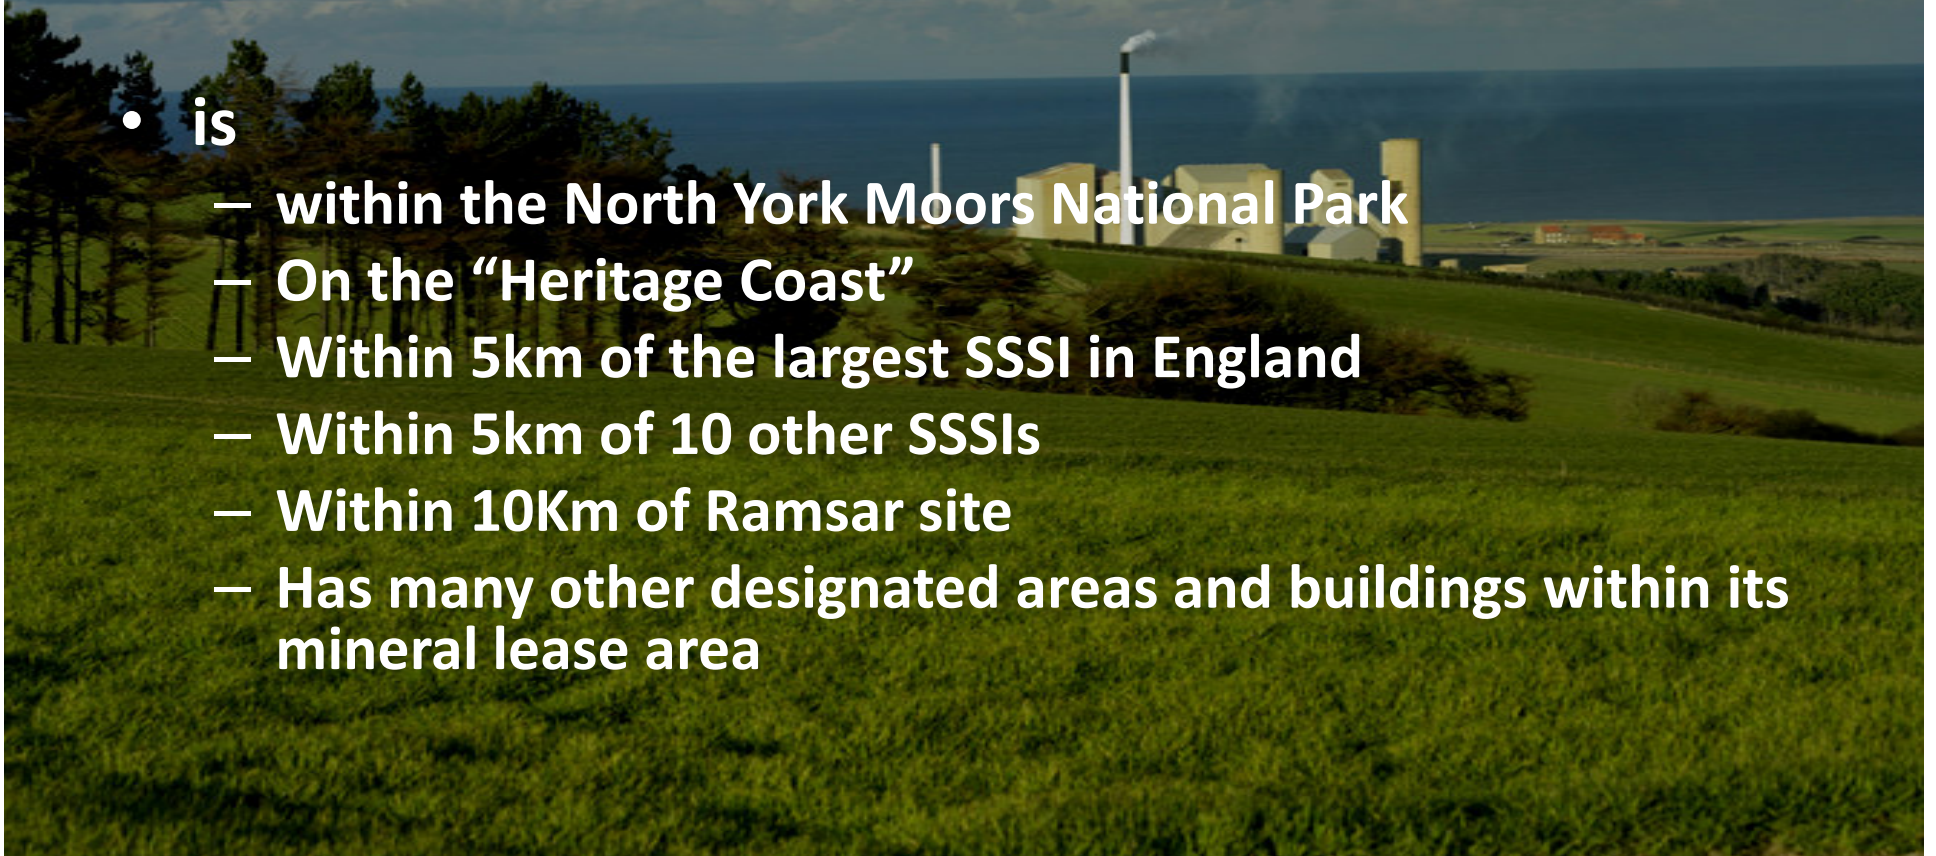 • is
– within the North York Moors National Park
– On the “Heritage Coast”
– Within 5km of the largest SSSI in England
– Within 5km of 10 other SSSIs
– Within 10Km of Ramsar site
– Has many other designated areas and buildings within its
mineral lease area